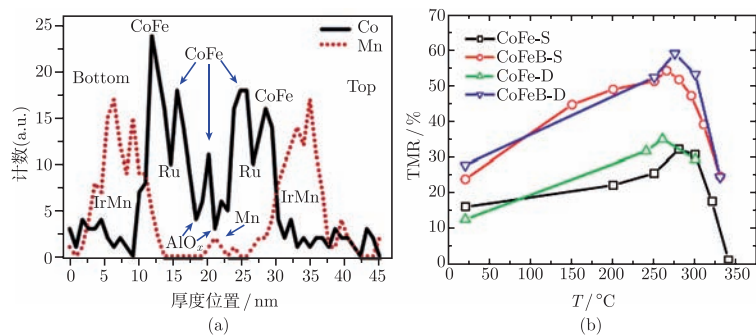 Co
Mn
CoFe
CoFe
Bottom
Top
CoFe
Ru
Ru
IrMn
IrMn
Mn
AlOx
计数(a.u.)
25
20
15
10
5
0
0 5 10 15 20 25 30 35 40 45
厚度位置/nm
(a)
(b)
CoFe-S
CoFeB-S
CoFe-D
CoFeB-D
TMR/%
70
60
50
40
30
20
10
0
0 50 100 150 200 250 300 350
T/°C